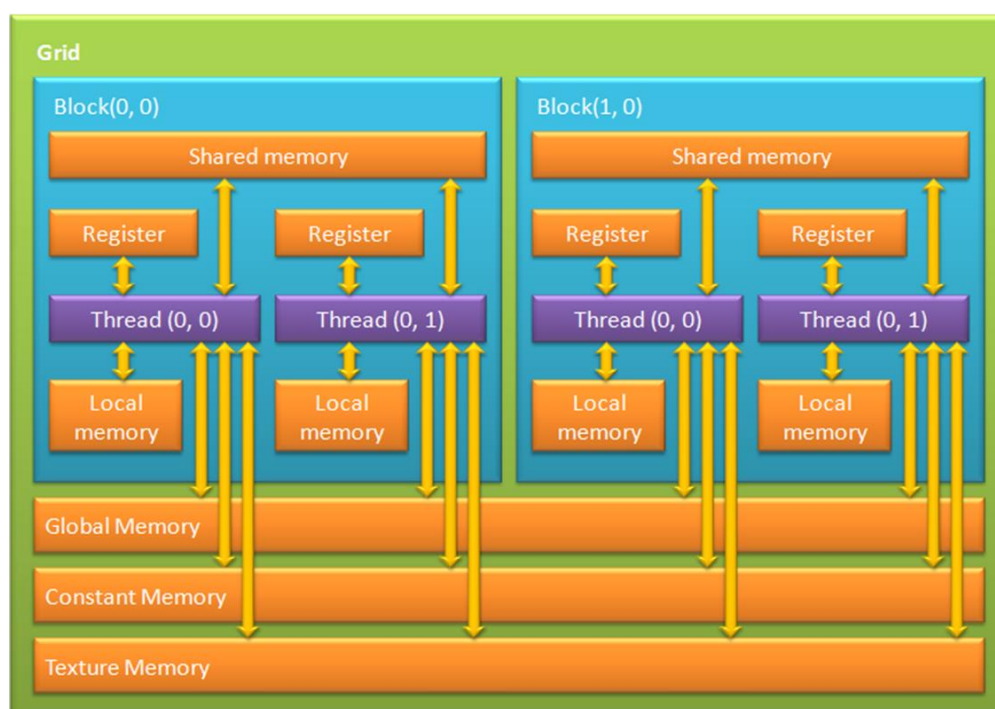 Grid
Block(0, 0)
Shared memory
Register
Register
Thread (0, 0)
Thread (0, 1)
Local
memory
Local
memory
Block(1, 0)
Shared memory
Register
Register
Thread (0, 0)
Thread (0, 1)
Local
memory
Local
memory
Global Memory
Constant Memory
Texture Memory